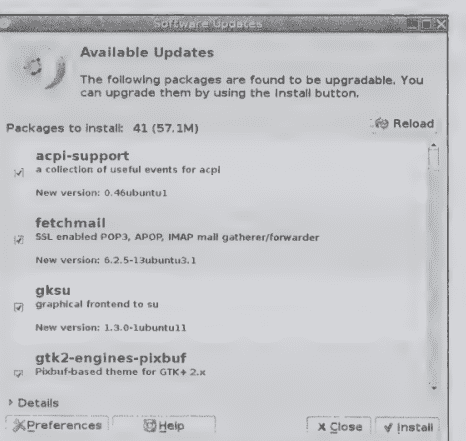 Software Updates
Available Updates
The following packages are found to be upgradable. You
can upgrade them by using the Install button.
Packages to install: 41 (57.1M)
Reload
acpi-support
a collection of useful events for acpi
New version: 0.46ubuntu1
fetchmail
SSL enabled POP3, APOP, IMAP mail gatherer/forwarder
New version: 6.2.5-13ubuntu3.1
gksu
graphical frontend to su
New version: 1.3.0-1ubuntu11
gtk2-engines-pixbuf
Pixbuf-based theme for GTK+ 2.x
Details
Preferences Help Close Install